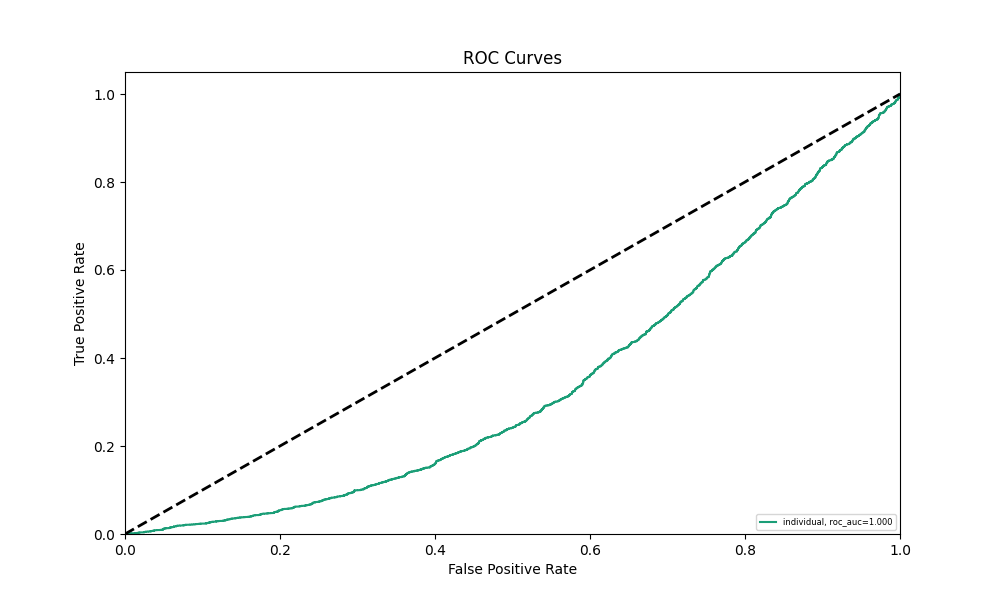 ROC Curves
True Positive Rate
1.0
0.8
0.6
0.4
0.2
0.0
individual, roc_auc=1.000
0.0 0.2 0.4 0.6 0.8 1.0
False Positive Rate